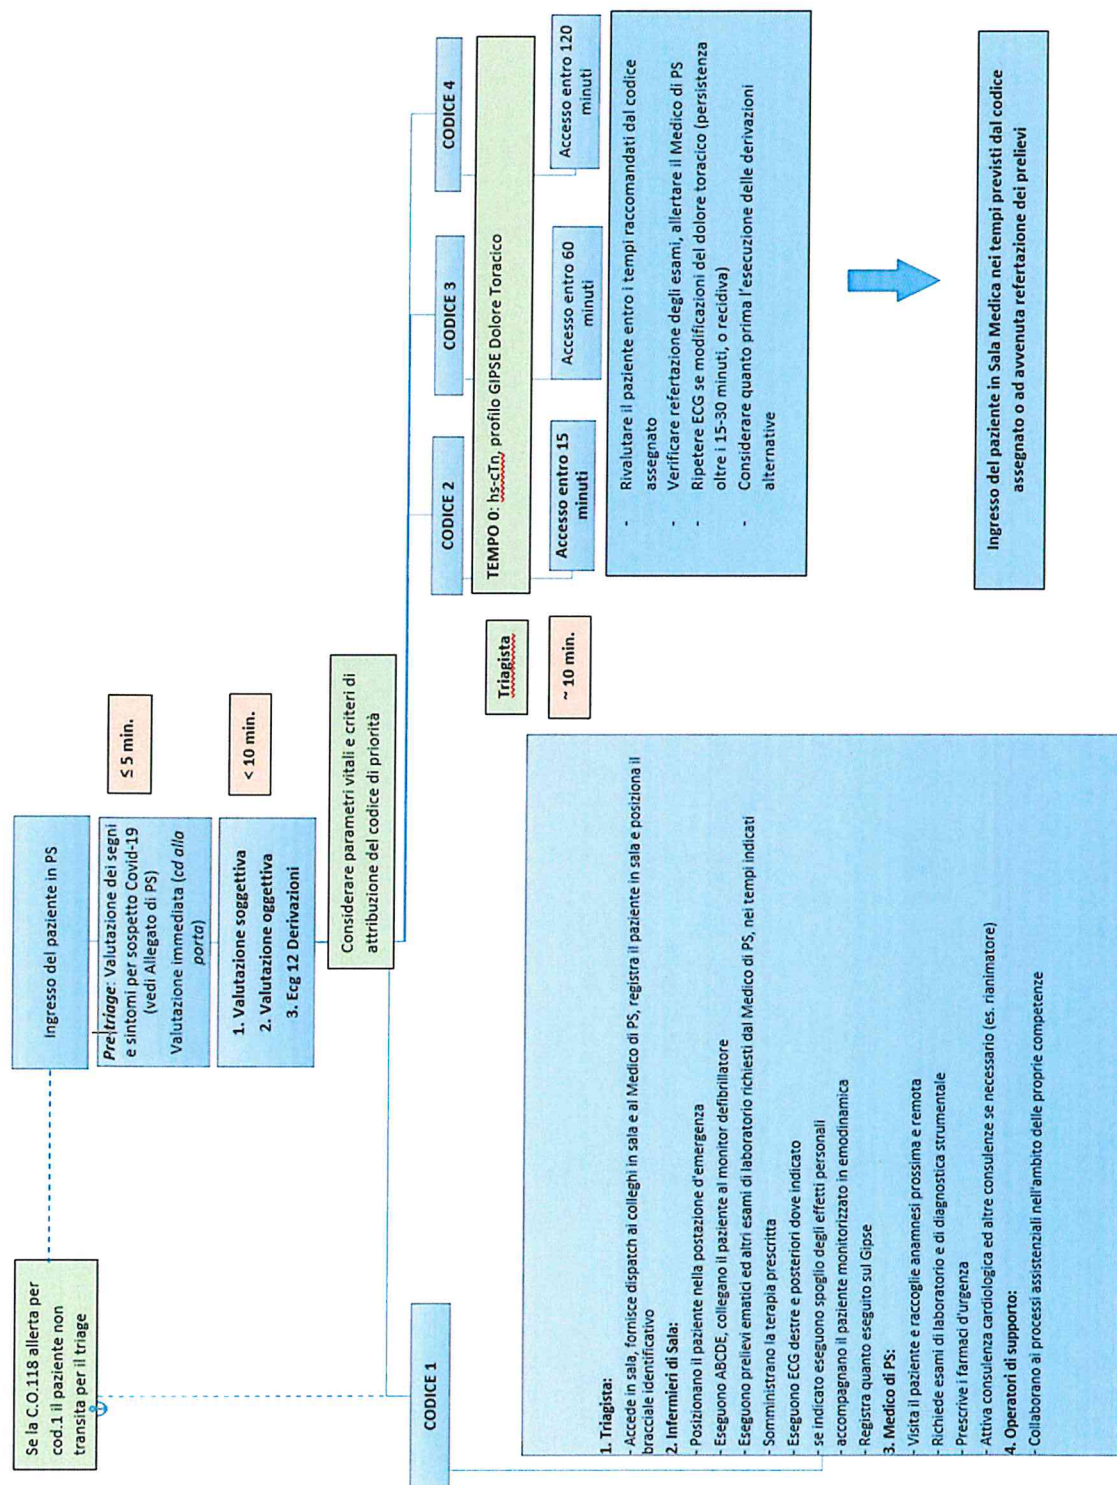 Se la C.O.118 allerta per
cod.1 il paziente non
transita per il triage
Ingresso del paziente in PS
Pretriage: Valutazione dei segni
e sintomi per sospetto Covid-19
(vedi Allegato di PS)
Valutazione immediata (cd alla
porta)
≤ 5 min.
1. Valutazione soggettiva
2. Valutazione oggettiva
3. Ecg 12 Derivazioni
< 10 min.
Considerare parametri vitali e criteri di
attribuzione del codice di priorità
CODICE 1
CODICE 2
CODICE 3
CODICE 4
Triagista
TEMPO 0: hs-cTn, profilo GIPSE Dolore Toracico
~ 10 min.
Accesso entro 15
minuti
Accesso entro 60
minuti
Accesso entro 120
minuti
- Rivalutare il paziente entro i tempi raccomandati dal codice
assegnato
- Verificare refertazione degli esami, allertare il Medico di PS
- Ripetere ECG se modificazioni del dolore toracico (persistenza
oltre i 15-30 minuti, o recidiva)
- Considerare quanto prima l'esecuzione delle derivazioni
alternative
Ingresso del paziente in Sala Medica nei tempi previsti dal codice
assegnato o ad avvenuta refertazione dei prelievi
1. Triagista:
- Accede in sala, fornisce dispatch ai colleghi in sala e al Medico di PS, registra il paziente in sala e posiziona il
bracciale identificativo
2. Infermieri di Sala:
- Posizionano il paziente nella postazione d'emergenza
- Eseguono ABCDE, collegano il paziente al monitor defibrillatore
- Eseguono prelievi ematici ed altri esami di laboratorio richiesti dal Medico di PS, nei tempi indicati
- Somministrano la terapia prescritta
- Eseguono ECG destre e posteriori dove indicato
- se indicato eseguono spoglio degli effetti personali
- accompagnano il paziente monitorizzato in emodinamica
- Registra quanto eseguito sul Gipse
3. Medico di PS:
- Visita il paziente e raccoglie anamnesi prossima e remota
- Richiede esami di laboratorio e di diagnostica strumentale
- Prescrive i farmaci d'urgenza
- Attiva consulenza cardiologica ed altre consulenze se necessario (es. rianimatore)
4. Operatori di supporto:
- Collaborano ai processi assistenziali nell'ambito delle proprie competenze